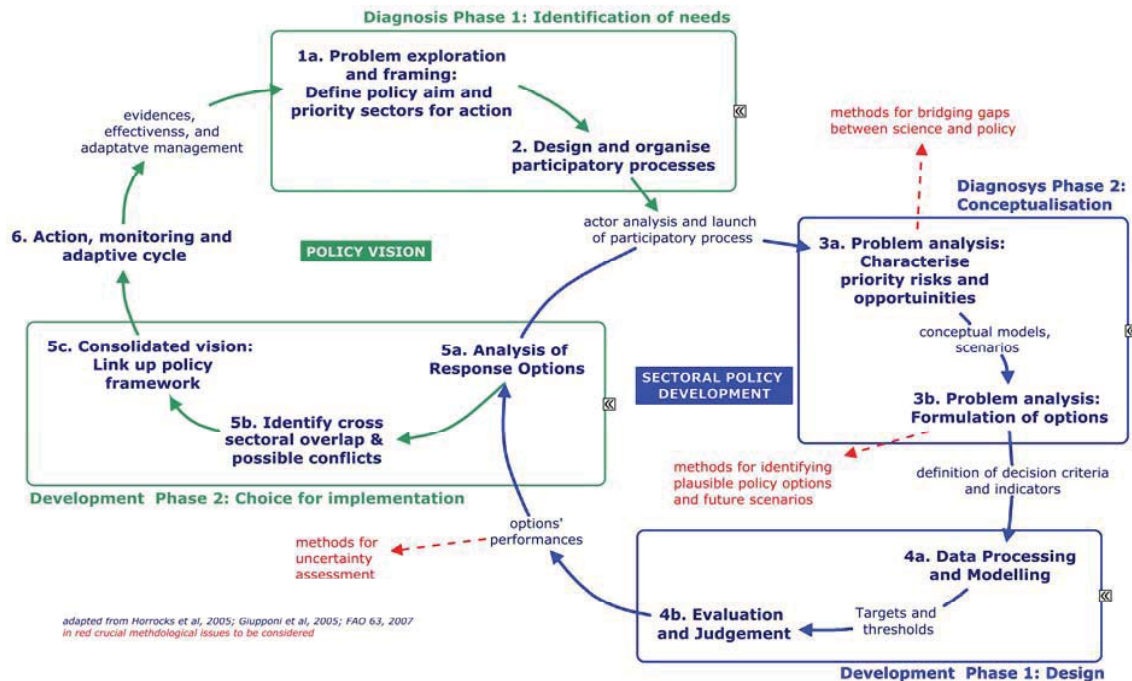 Diagnosis Phase 1: Identification of needs
1a. Problem exploration
and framing:
Define policy aim and
priority sectors for action
2. Design and organise
participatory processes
evidences,
effectivenss, and
adaptatve management
methods for bridging gaps
between science and policy
Diagnosys Phase 2:
Conceptualisation
actor analysis and launch
of participatory process
6. Action, monitoring and
adaptive cycle
POLICY VISION
3a. Problem analysis:
Characterise
priority risks and
opportuinities
conceptual models,
scenarios
3b. Problem analysis:
Formulation of options
SECTORAL POLICY
DEVELOPMENT
5c. Consolidated vision:
Link up policy
framework
5a. Analysis of
Response Options
5b. Identify cross
sectoral overlap &
possible conflicts
Development Phase 2: Choice for implementation
methods for identifying
plausible policy options
and future scenarios
definition of decision criteria
and indicators
options'
performances
methods for
uncertainty
assessment
4a. Data Processing
and Modelling
Targets and
thresholds
4b. Evaluation
and Judgement
Development Phase 1: Design
adapted from Horrocks et al, 2005; Giupponi et al, 2005; FAO 63, 2007
in red crucial methdological issues to be considered